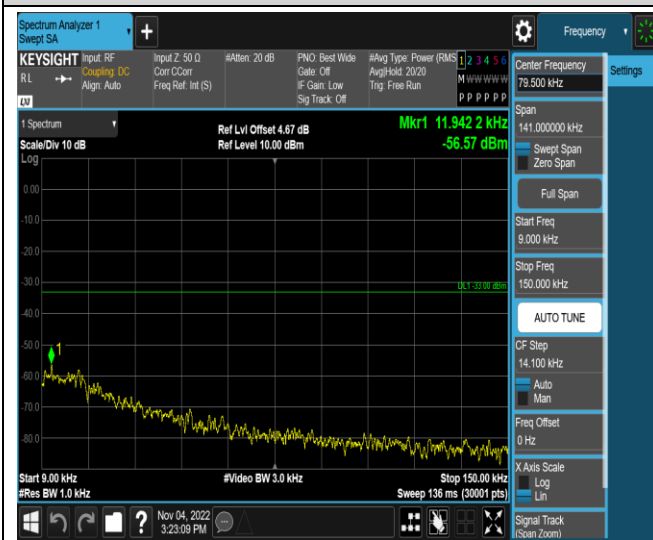 Spectrum Analyzer 1
Swept SA
+
Frequency
KEYSIGHT
RL
LXI
Input: RF
Coupling: DC
Align: Auto
Input Z: 50 Ω
Corr CCorr
Freq Ref: Int (S)
#Atten: 20 dB
PNO: Best Wide
Gate: Off
IF Gain: Low
Sig Track: Off
#Avg Type: Power (RMS
Avg|Hold: 20/20
Trig: Free Run
1 2 3 4 5 6
M W W W W W
P P P P P P
1 Spectrum
Scale/Div 10 dB
Log
Ref Lvl Offset 4.67 dB
Ref Level 10.00 dBm
Mkr1 11.942 2 kHz
-56.57 dBm
0.00
-10.0
-20.0
-30.0
DL1 -33.00 dBm
-40.0
-50.0
1
-60.0
-70.0
-80.0
Start 9.00 kHz
#Res BW 1.0 kHz
#Video BW 3.0 kHz
Stop 150.00 kHz
Sweep 136 ms (30001 pts)
?
Nov 04, 2022
3:23:09 PM
Center Frequency
79.500 kHz
Settings
Span
141.000000 kHz
Swept Span
Zero Span
Full Span
Start Freq
9.000 kHz
Stop Freq
150.000 kHz
AUTO TUNE
CF Step
14.100 kHz
Auto
Man
Freq Offset
0 Hz
X Axis Scale
Log
Lin
Signal Track
(Span Zoom)